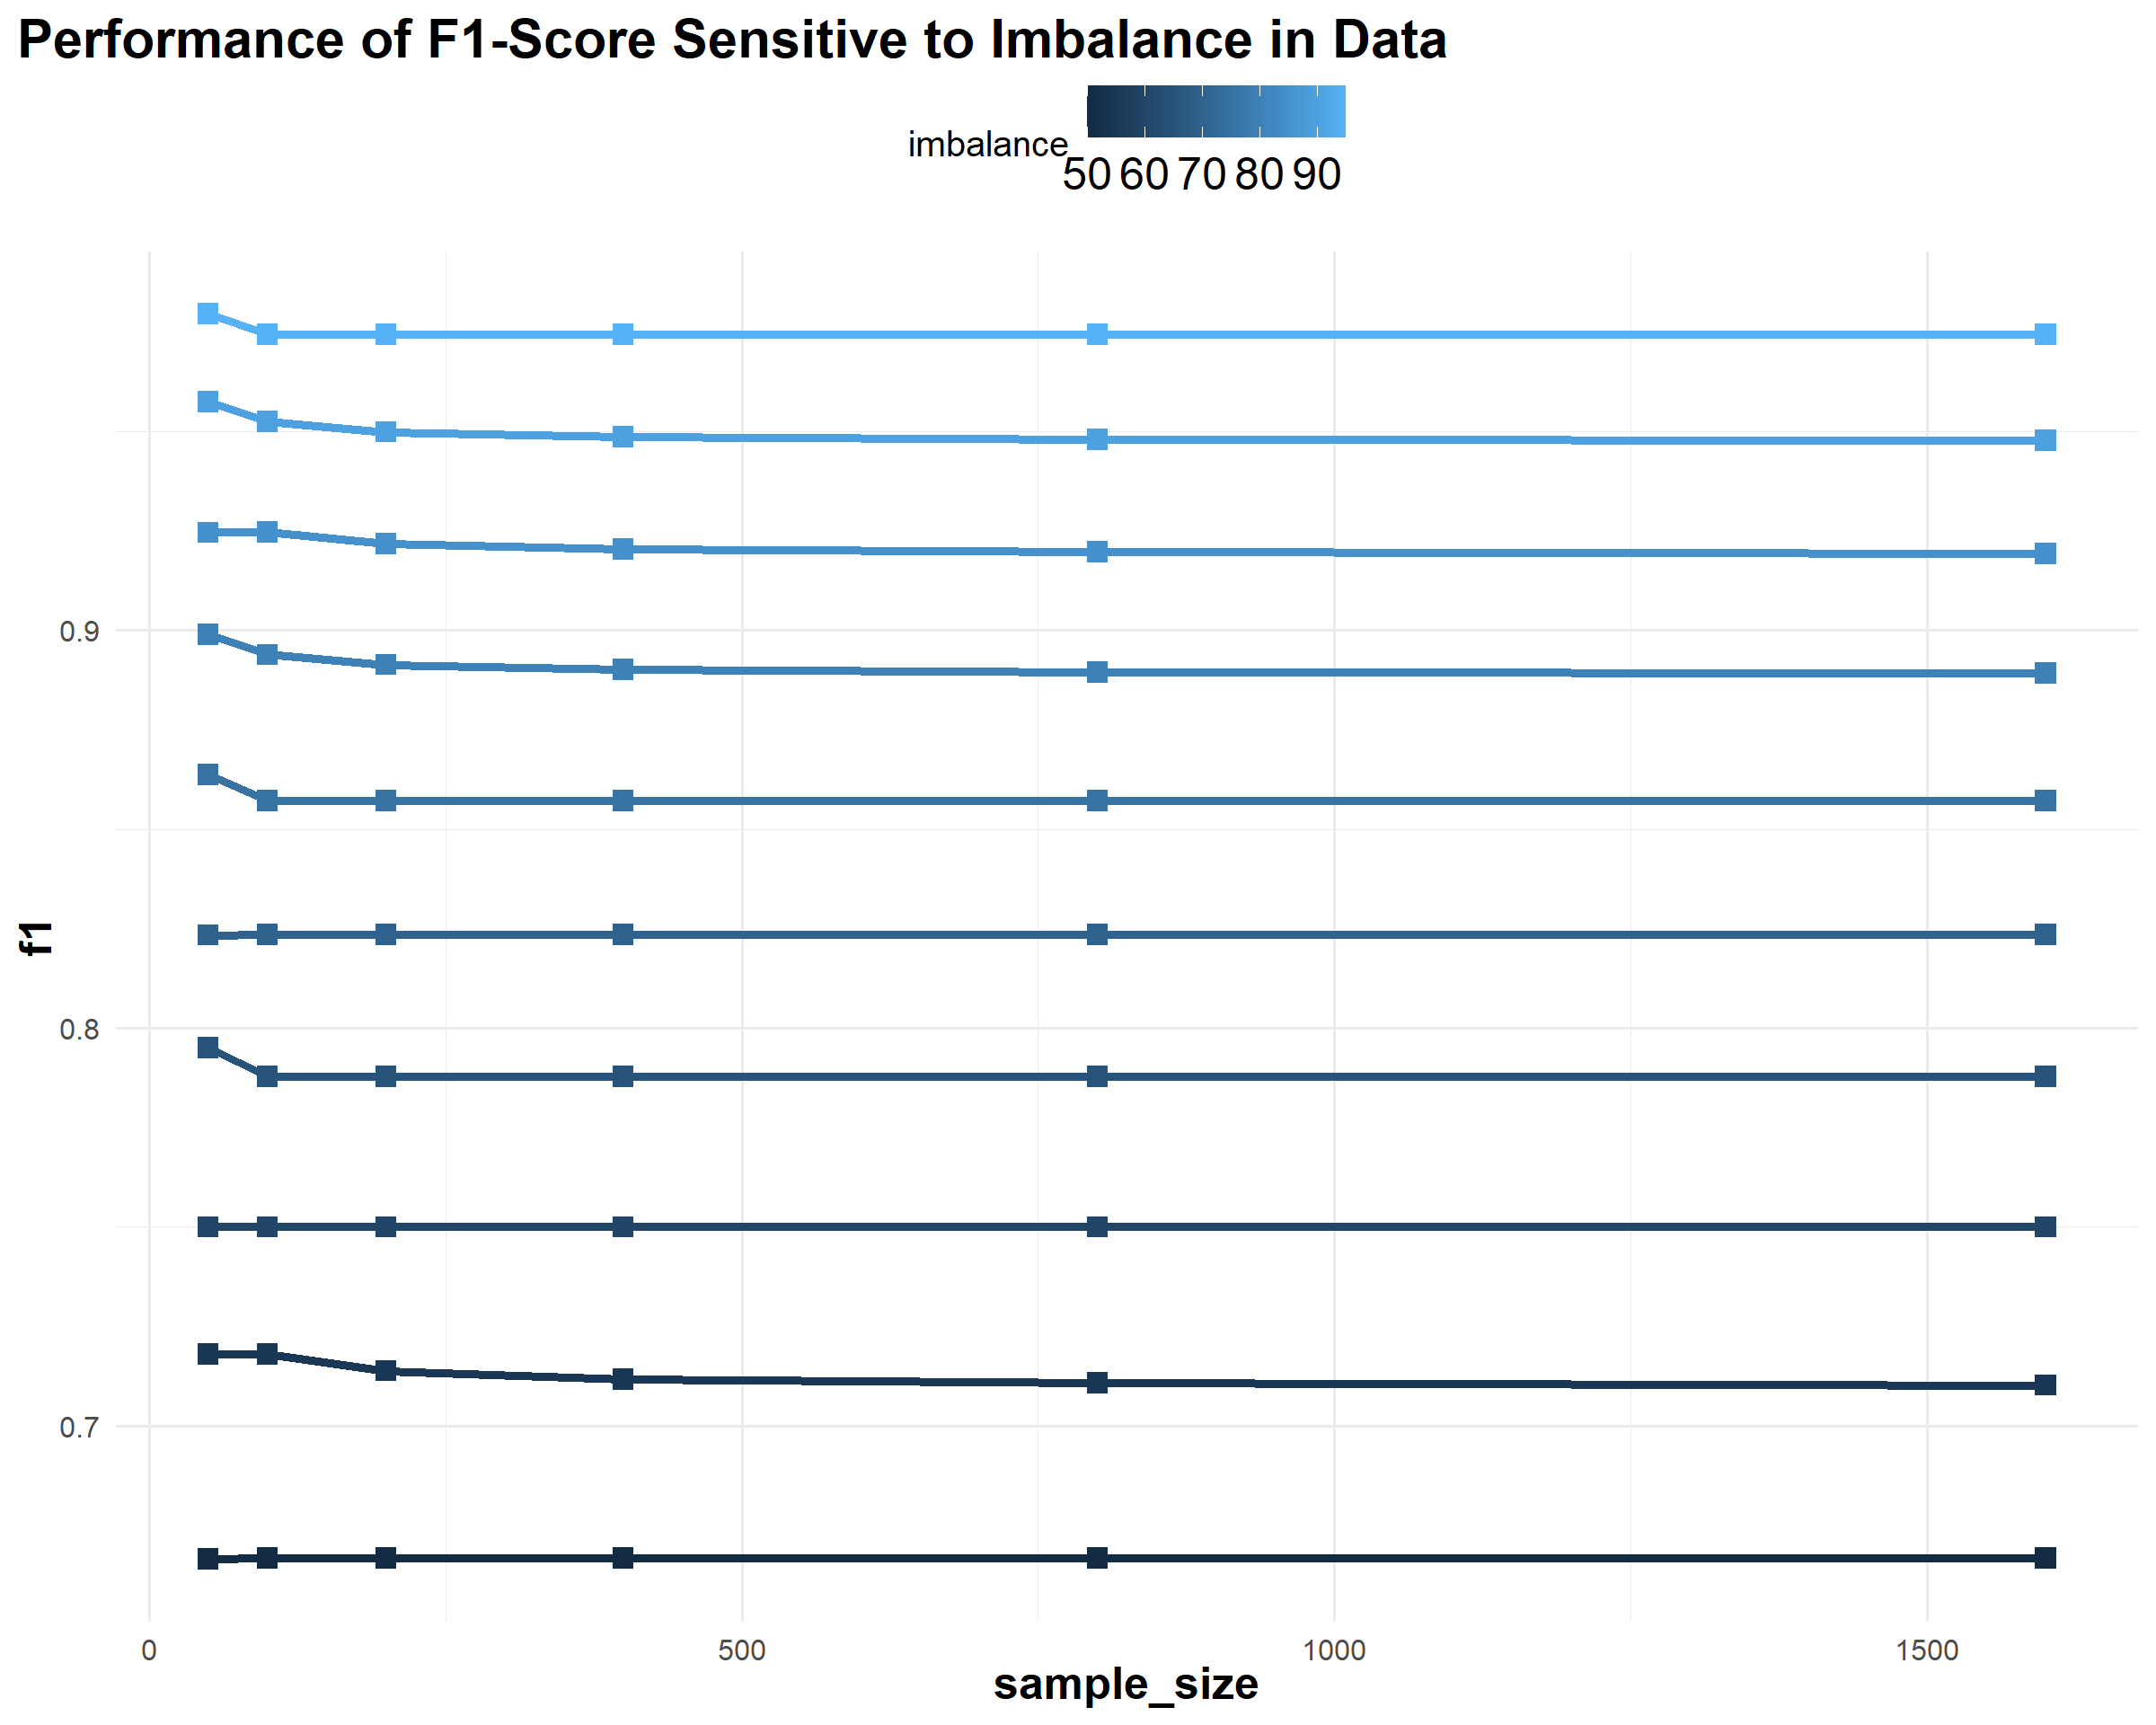 Performance of F1-Score Sensitive to Imbalance in Data
imbalance
50 60 70 80 90
0.9
0.8
0.7
f1
0 500 1000 1500
sample_size